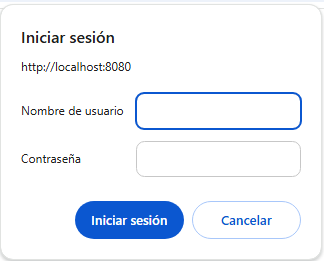 Iniciar sesión
http://localhost:8080
Nombre de usuario
Contraseña
Iniciar sesión Cancelar